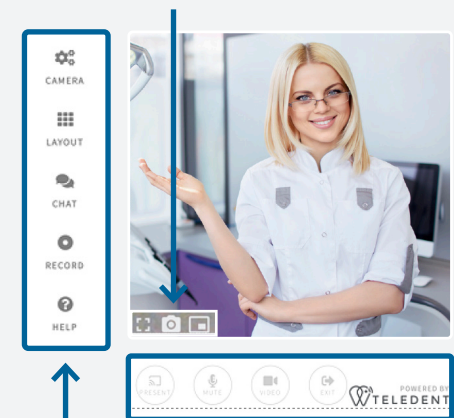 CAMERA
LAYOUT
CHAT
RECORD
HELP
PRESENT
MUTE
VIDEO
EXIT
POWERED BY
TELEDENT